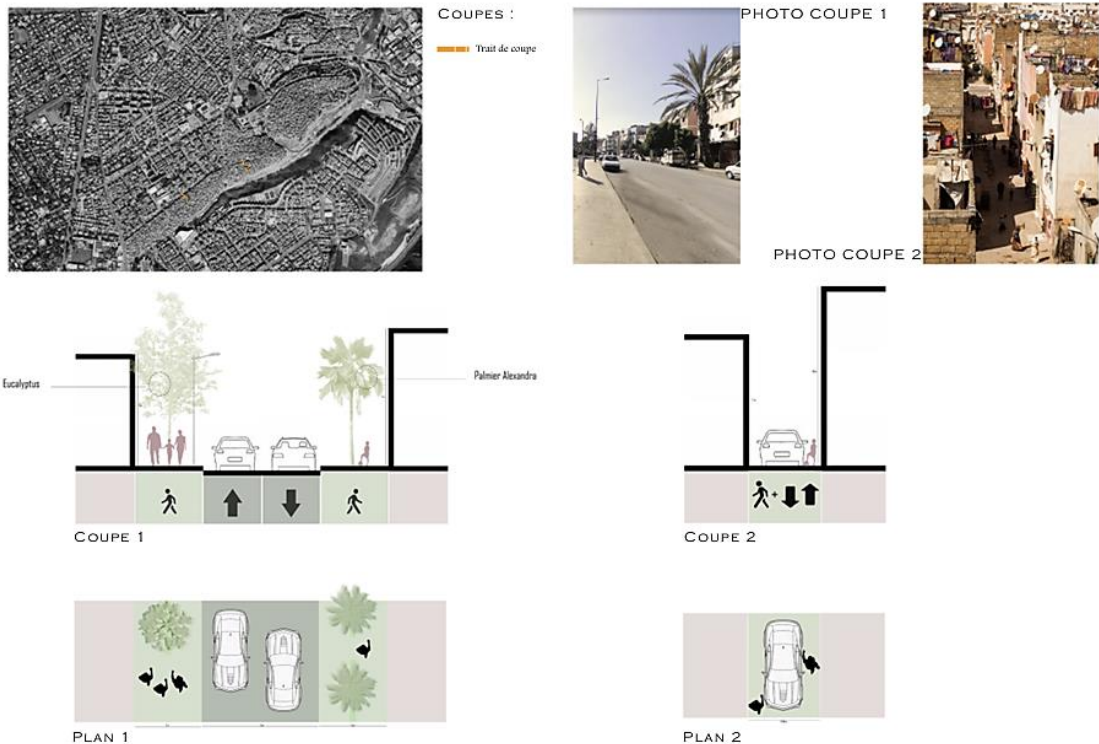 COUPES :
Trait de coupe
PHOTO COUPE 1
PHOTO COUPE 2
Eucalyptus
Palmier Alexandra
COUPE 1
COUPE 2
PLAN 1
PLAN 2